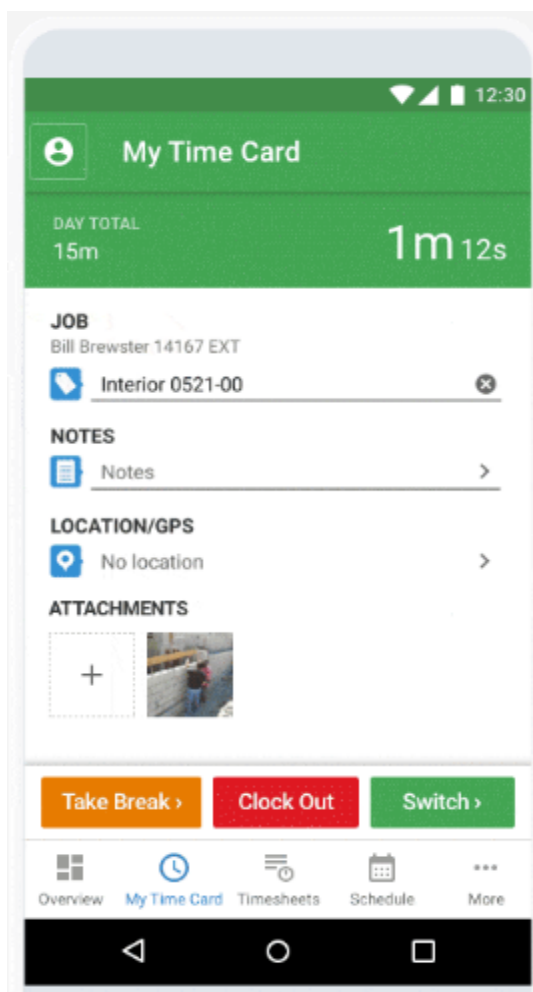 12:30
My Time Card
DAY TOTAL
15m
1m 12s
JOB
Bill Brewster 14167 EXT
Interior 0521-00
NOTES
Notes
LOCATION/GPS
No location
ATTACHMENTS
+
Take Break ›
Clock Out
Switch ›
Overview
My Time Card
Timesheets
Schedule
More